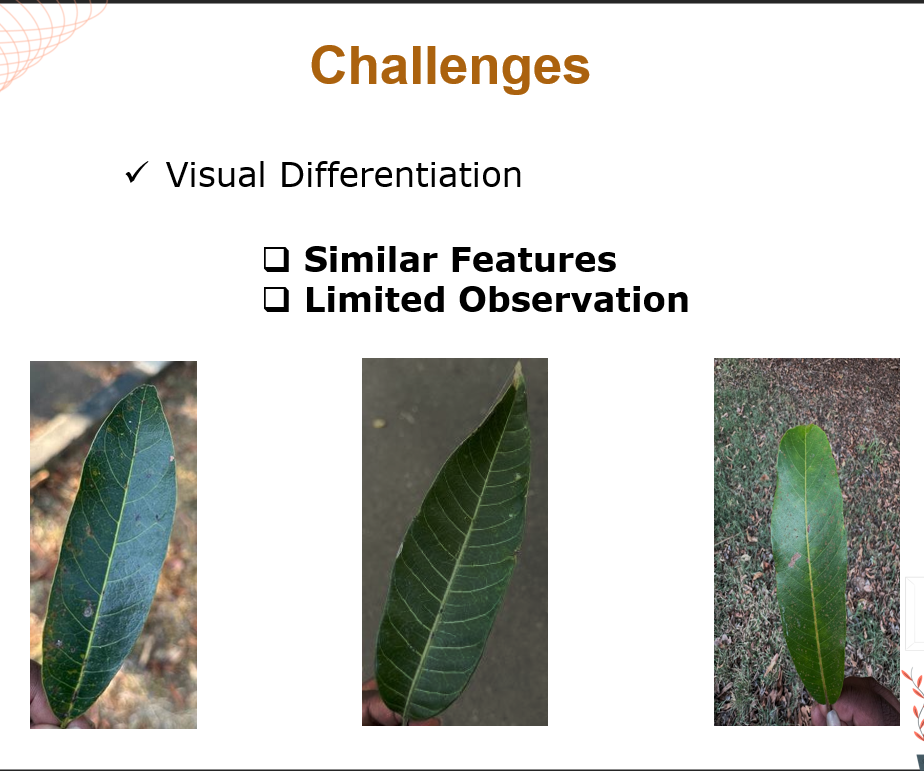 Challenges
✓ Visual Differentiation
❑ Similar Features
❑ Limited Observation